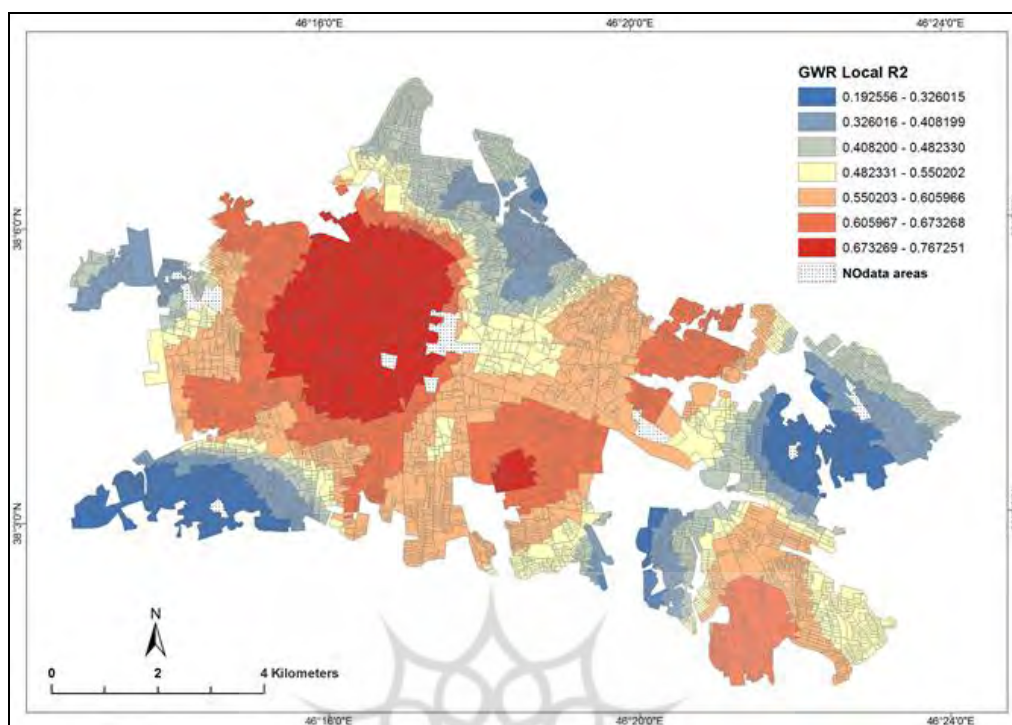 46°16'0"E
46°20'0"E
46°24'0"E
GWR Local R2
0.192556 - 0.326015
0.326016 - 0.408199
0.408200 - 0.482330
0.482331 - 0.550202
0.550203 - 0.605966
0.605967 - 0.673268
0.673269 - 0.767251
NOdata areas
38°6'N
38°3'0"N
N
0 2 4 Kilometers
46°16'0"E
46°20'0"E
46°24'0"E